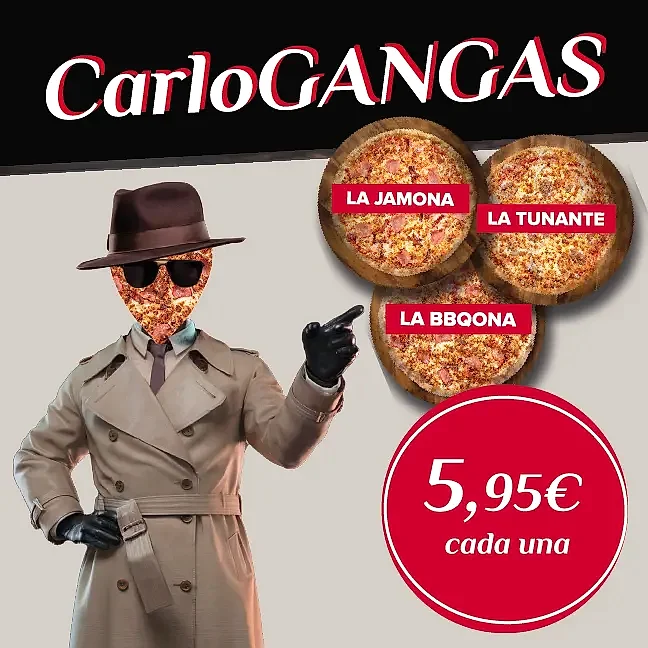 CarloGANGAS
LA JAMONA
LA TUNANTE
LA BBQONA
5,95€
cada una